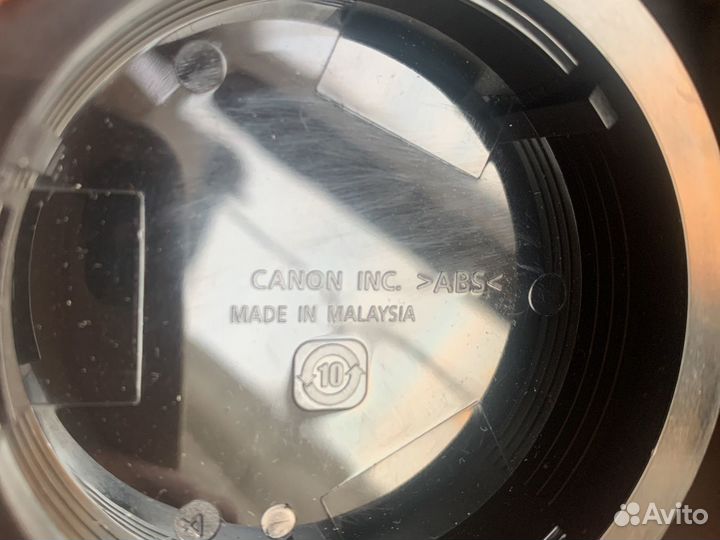 CANON INC. >ABS<
MADE IN MALAYSIA
10
A
Avito